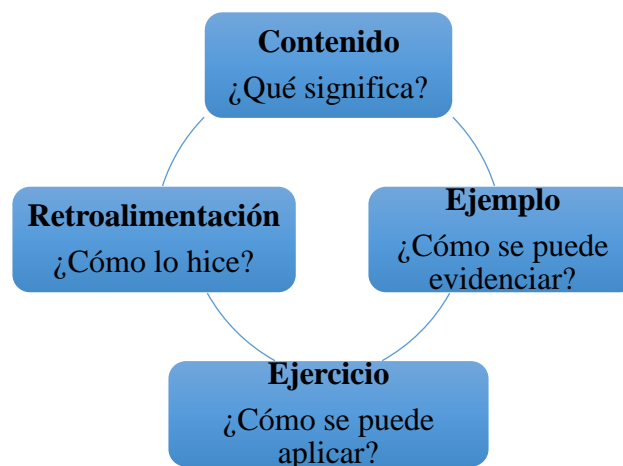 Contenido
¿Qué significa?
Retroalimentación
¿Cómo lo hice?
Ejemplo
¿Cómo se puede
evidenciar?
Ejercicio
¿Cómo se puede
aplicar?